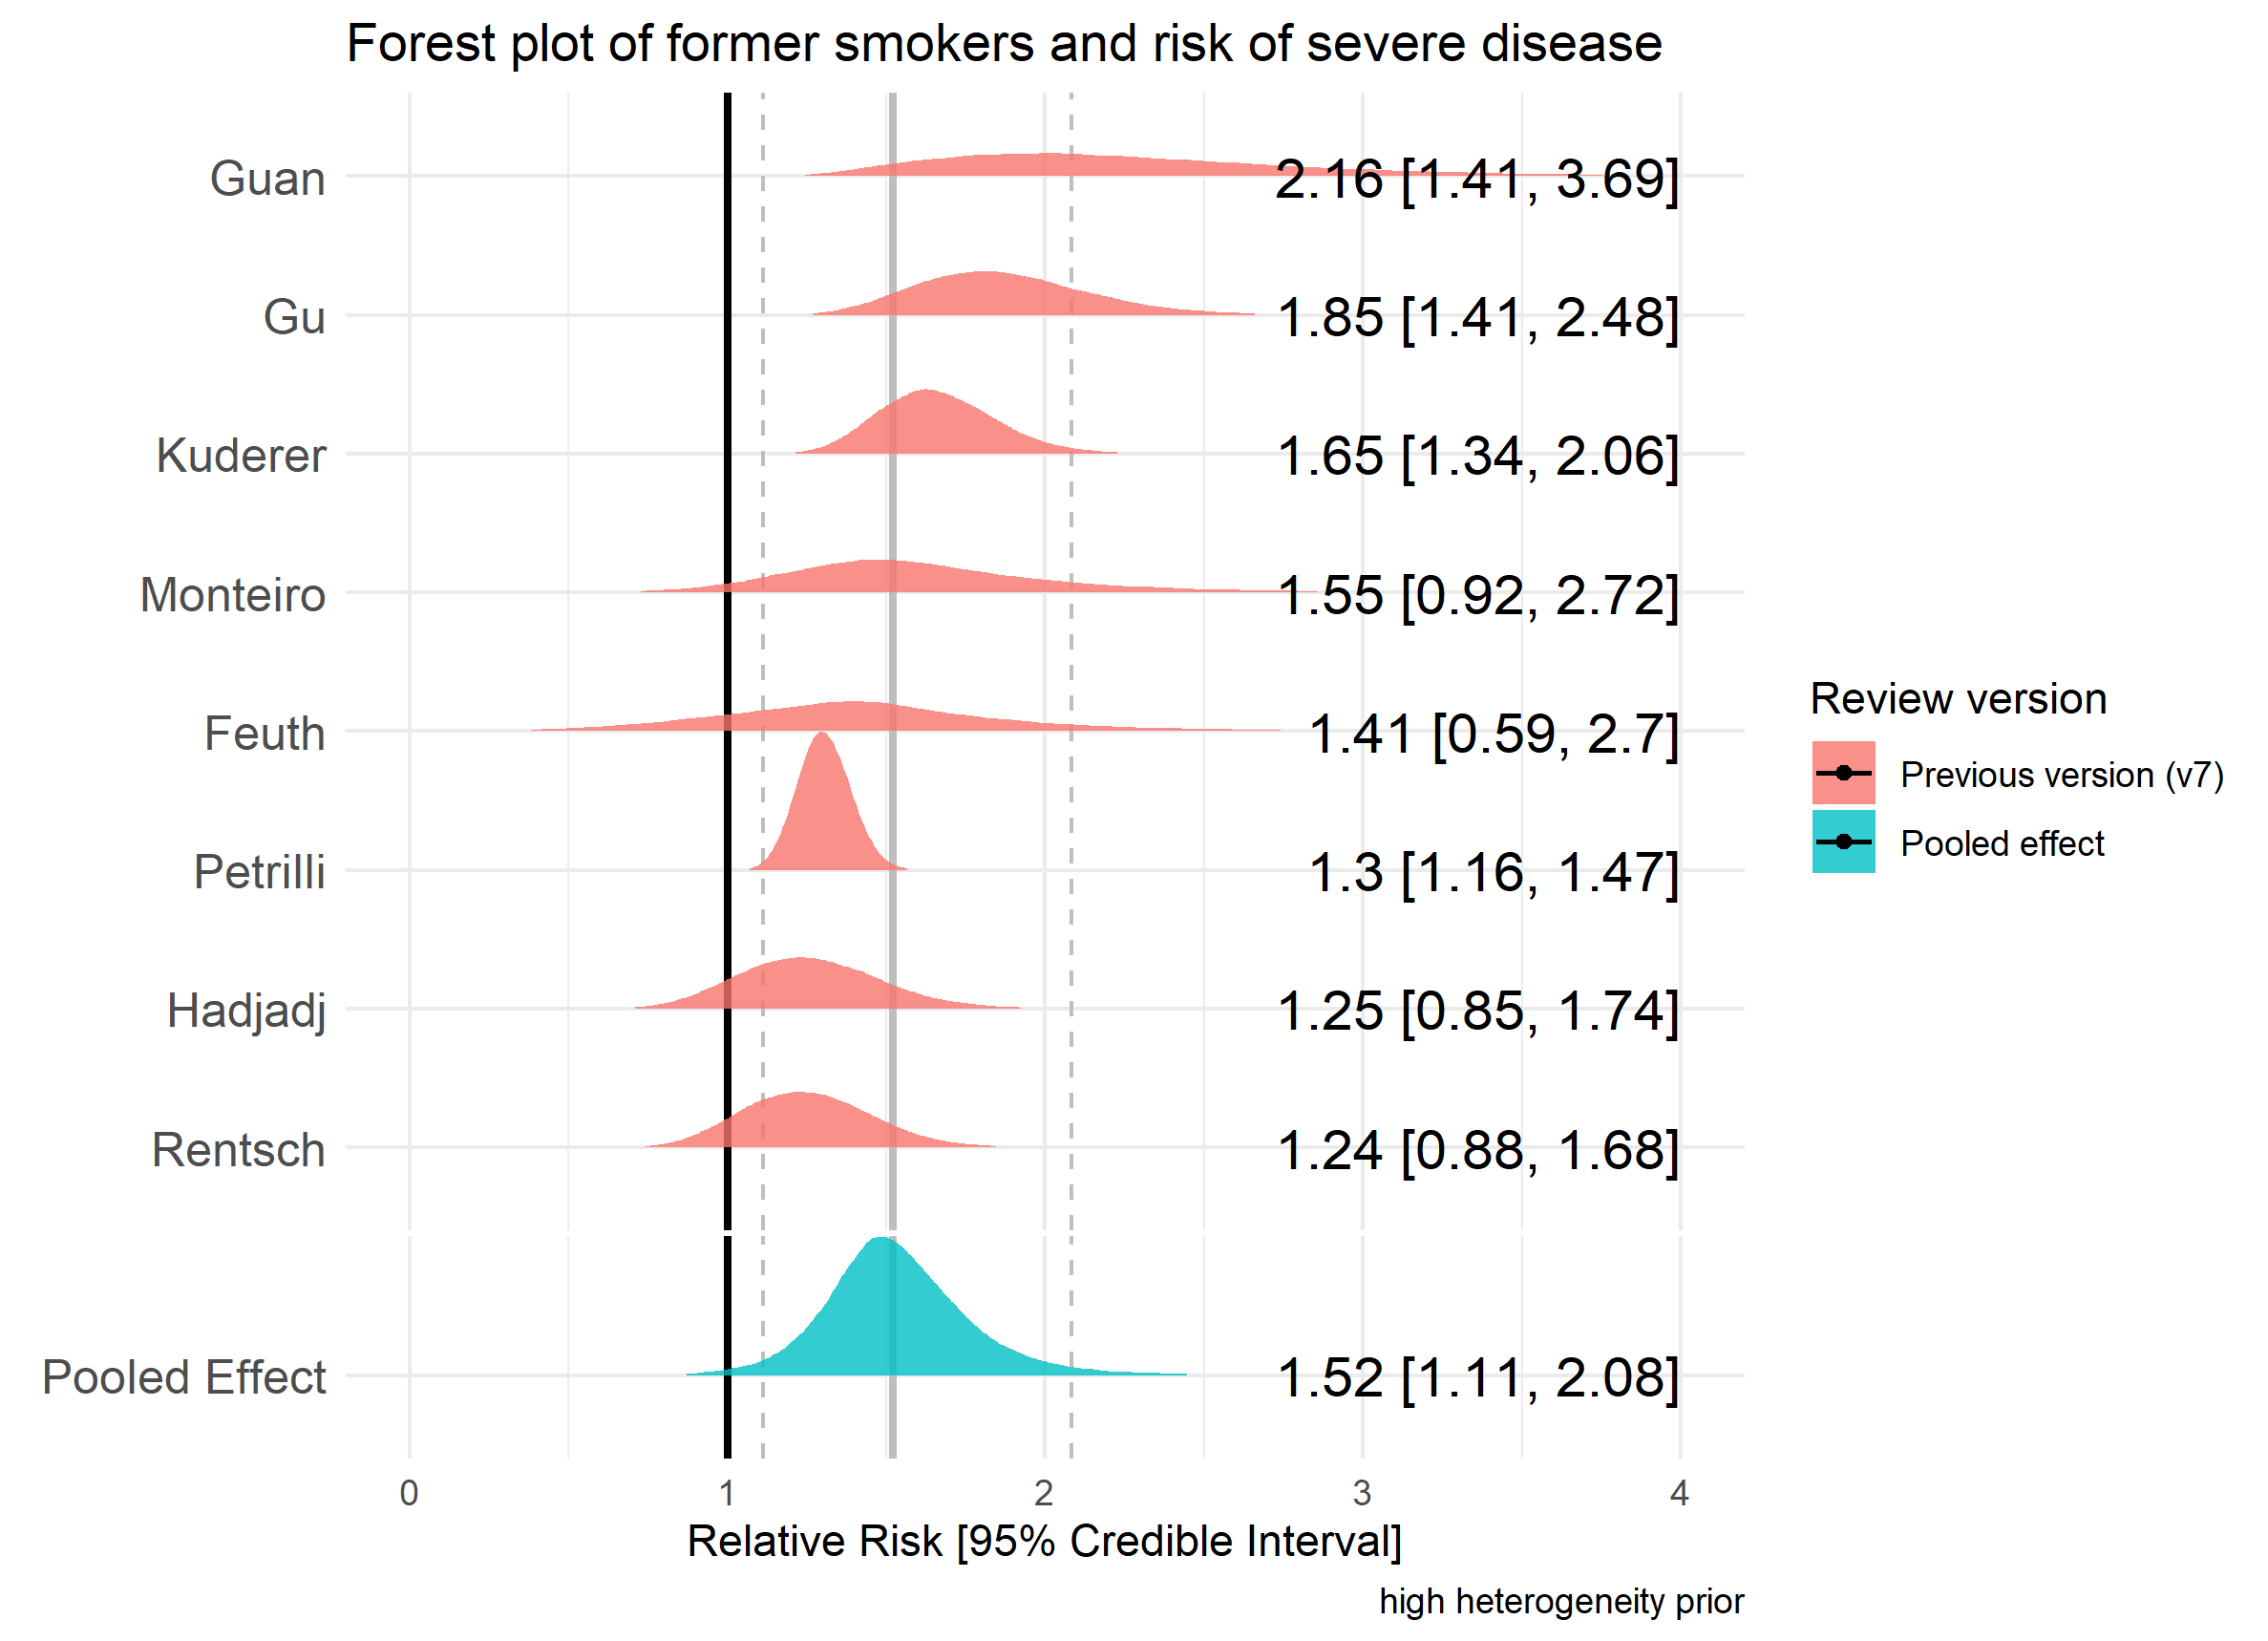 Forest plot of former smokers and risk of severe disease
Guan 2.16 [1.41, 3.69]
Gu 1.85 [1.41, 2.48]
Kuderer 1.65 [1.34, 2.06]
Monteiro 1.55 [0.92, 2.72]
Feuth 1.41 [0.59, 2.7]
Petrilli 1.3 [1.16, 1.47]
Hadjadj 1.25 [0.85, 1.74]
Rentsch 1.24 [0.88, 1.68]
Pooled Effect 1.52 [1.11, 2.08]
0 1 2 3 4
Relative Risk [95% Credible Interval]
high heterogeneity prior
Review version
Previous version (v7)
Pooled effect